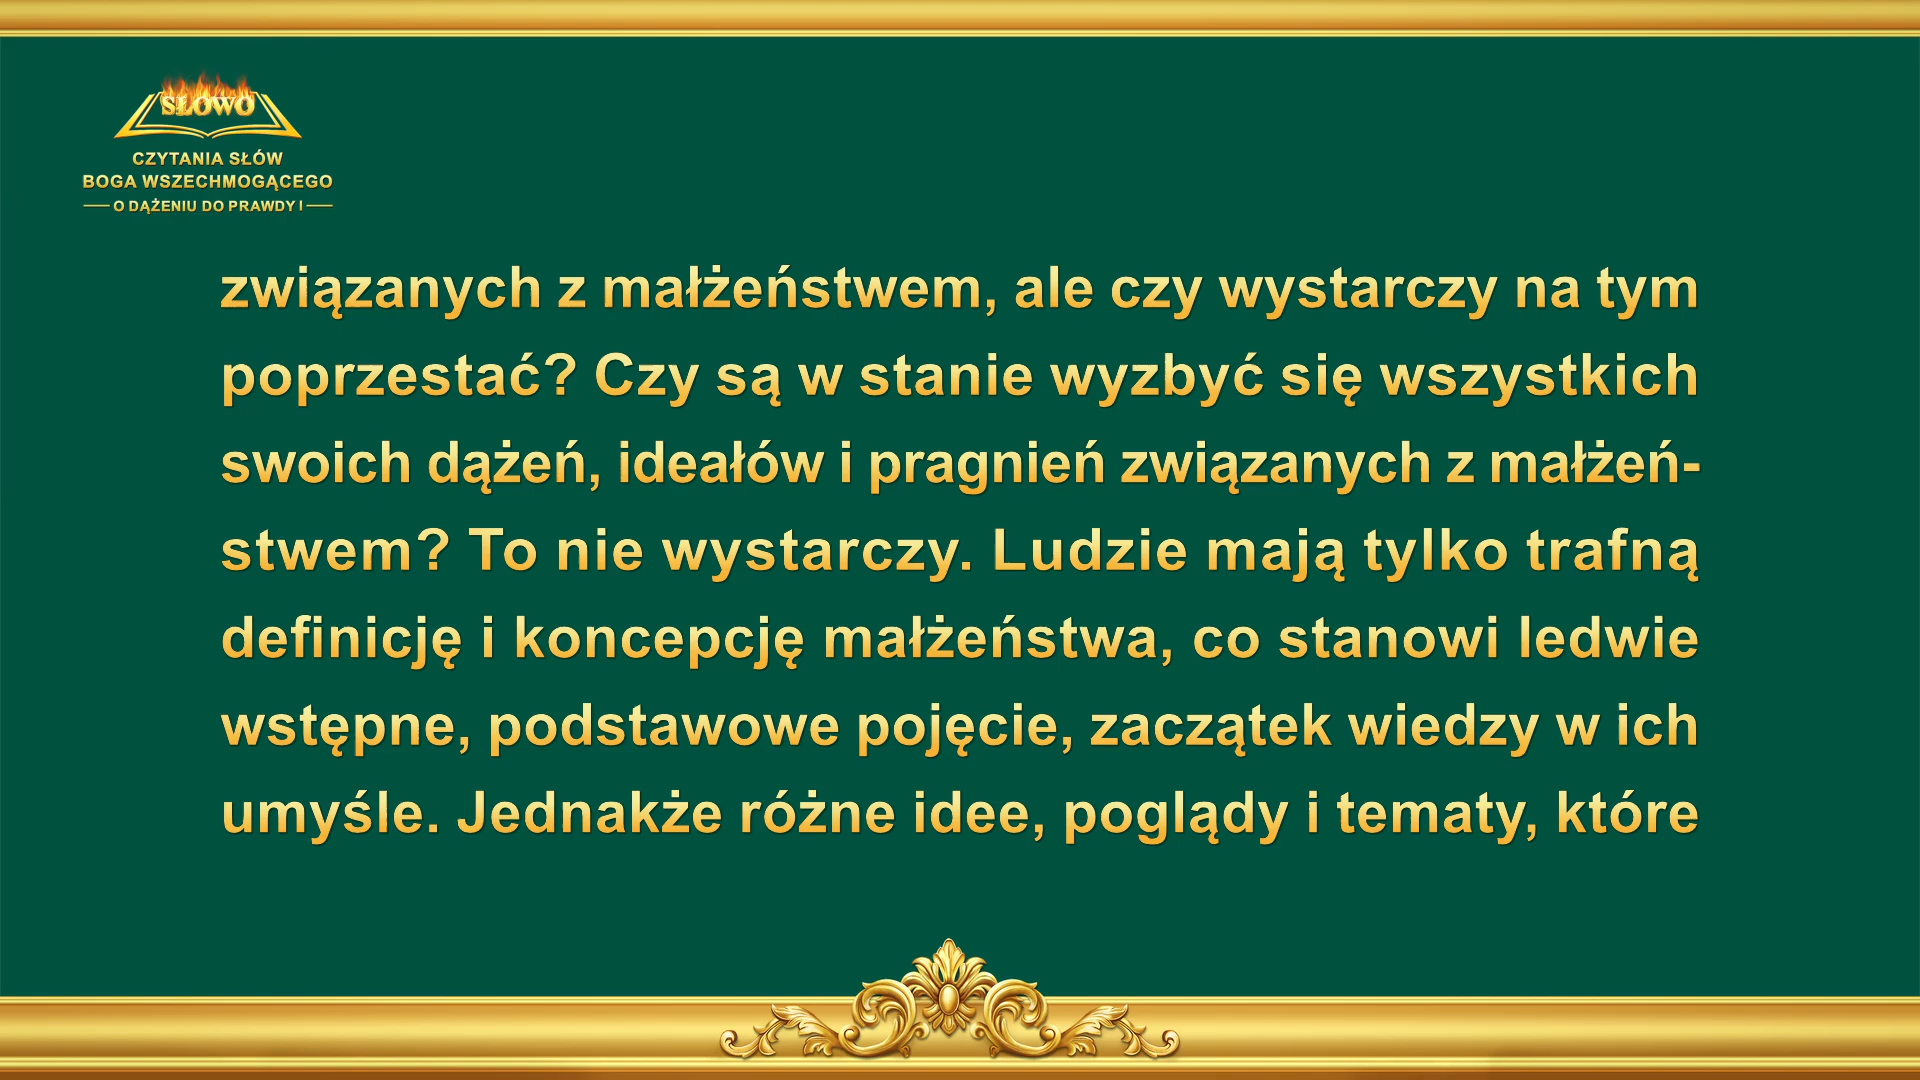 SŁOWO
CZYTANIA SŁÓW
BOGA WSZECHMOGĄCEGO
O DĄŻENIU DO PRAWDY I
związanych z małżeństwem, ale czy wystarczy na tym
poprzestać? Czy są w stanie wyzbyć się wszystkich
swoich dążeń, ideałów i pragnień związanych z małżeń-
stwem? To nie wystarczy. Ludzie mają tylko trafną
definicję i koncepcję małżeństwa, co stanowi ledwie
wstępne, podstawowe pojęcie, zaczątek wiedzy w ich
umyśle. Jednakże różne idee, poglądy i tematy, które